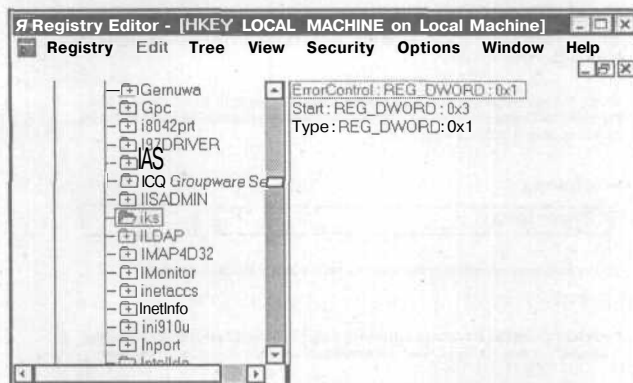 Я Registry Editor - [HKEY LOCAL MACHINE on Local Machine]
Registry Edit Tree View Security Options Window Help
Gernuwa
Gpc
i8042prt
I97DRIVER
IAS
ICQ Groupware Se
IISADMIN
iks
ILDAP
IMAP4D32
IMonitor
inetaccs
InetInfo
ini910u
Inport
ErrorControl : REG_DWORD : 0x1
Start : REG_DWORD : 0x3
Type : REG_DWORD : 0x1